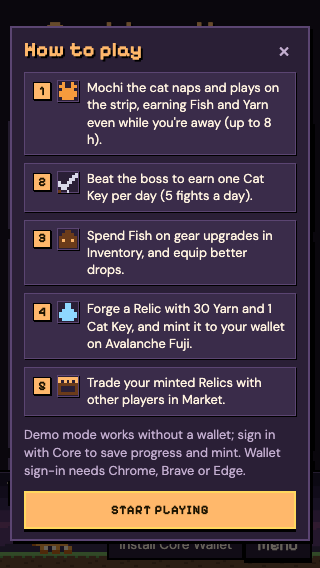 How to play
×
1
Mochi the cat naps and plays on
the strip, earning Fish and Yarn
even while you're away (up to 8
h).
2
Beat the boss to earn one Cat
Key per day (5 fights a day).
3
Spend Fish on gear upgrades in
Inventory, and equip better
drops.
4
Forge a Relic with 30 Yarn and 1
Cat Key, and mint it to your wallet
on Avalanche Fuji.
5
Trade your minted Relics with
other players in Market.
Demo mode works without a wallet; sign in
with Core to save progress and mint. Wallet
sign-in needs Chrome, Brave or Edge.
START PLAYING
Install Core Wallet
Menu